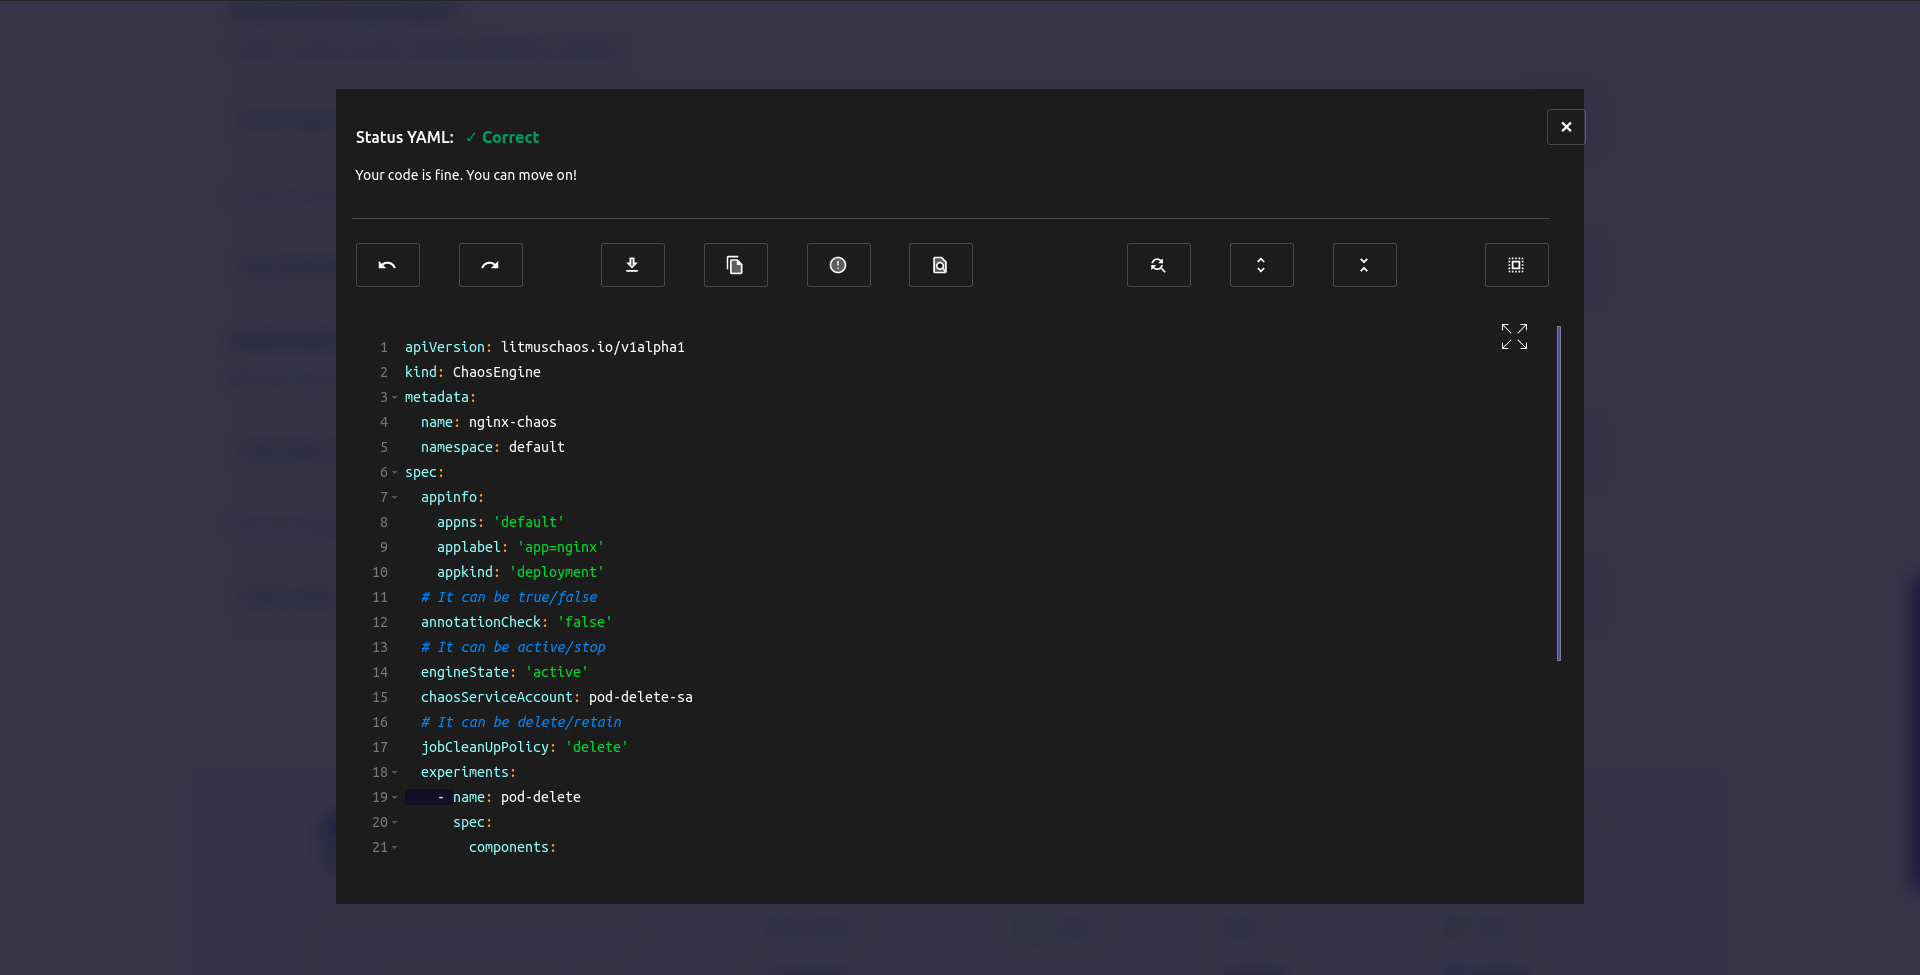 Status YAML: ✓ Correct
Your code is fine. You can move on!
1 apiVersion: litmuschaos.io/v1alpha1
2 kind: ChaosEngine
3 metadata:
4 name: nginx-chaos
5 namespace: default
6 spec:
7 appinfo:
8 appns: 'default'
9 applabel: 'app=nginx'
10 appkind: 'deployment'
11 # It can be true/false
12 annotationCheck: 'false'
13 # It can be active/stop
14 engineState: 'active'
15 chaosServiceAccount: pod-delete-sa
16 # It can be delete/retain
17 jobCleanUpPolicy: 'delete'
18 experiments:
19 - name: pod-delete
20 spec:
21 components: